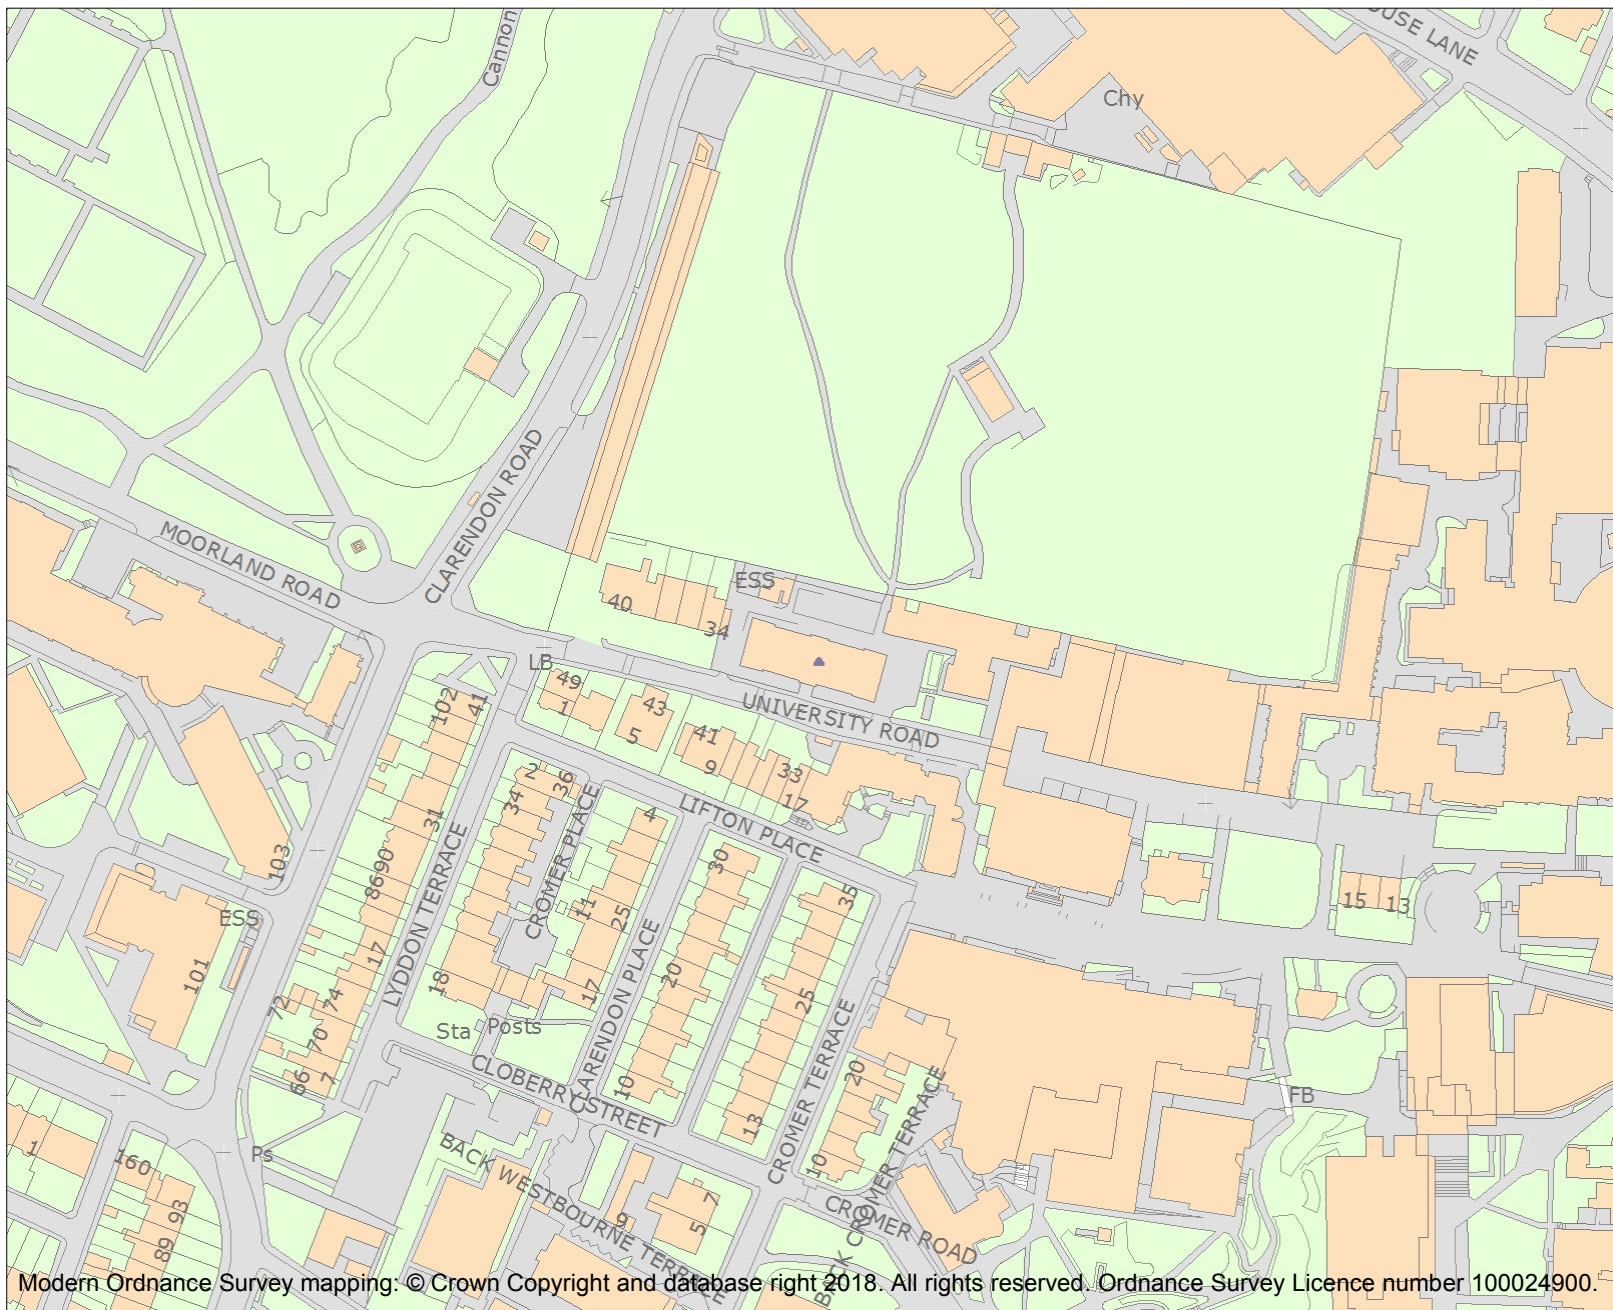 OUSE LANE
Cannon
Chy
CLARENDON ROAD
MOORLAND ROAD
ESS
40
34
LB
49
1
43
5
UNIVERSITY ROAD
41
9
33
17
102
41
2
36
34
31
4
LIFTON PLACE
CROMER PLACE
LYDDON TERRACE
30
35
103
8690
11
25
15
13
ESS
101
17
18
20
25
17
CLARENDON PLACE
72
74
70
66
7
Sta
Posts
CLOBERRY STREET
10
13
CROMER TERRACE
20
10
BACK CROMER TERRACE
FB
Ps
1
160
93
89
BACK WESTBOURNE TERRACE
9
7
5
CROMER ROAD
Modern Ordnance Survey mapping: © Crown Copyright and database right 2018. All rights reserved. Ordnance Survey Licence number 100024900.